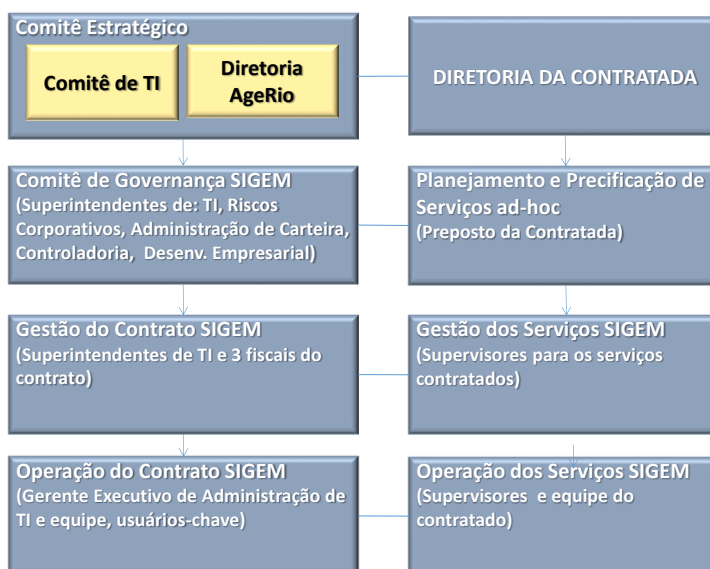 Comitê Estratégico
Comitê de TI
Diretoria
AgeRio
DIRETORIA DA CONTRATADA
Comitê de Governança SIGEM
(Superintendentes de: TI, Riscos
Corporativos, Administração de Carteira,
Controladoria, Desenv. Empresarial)
Planejamento e Precificação de
Serviços ad-hoc
(Preposto da Contratada)
Gestão do Contrato SIGEM
(Superintendentes de TI e 3 fiscais do
contrato)
Gestão dos Serviços SIGEM
(Supervisores para os serviços
contratados)
Operação do Contrato SIGEM
(Gerente Executivo de Administração de
TI e equipe, usuários-chave)
Operação dos Serviços SIGEM
(Supervisores e equipe do
contratado)